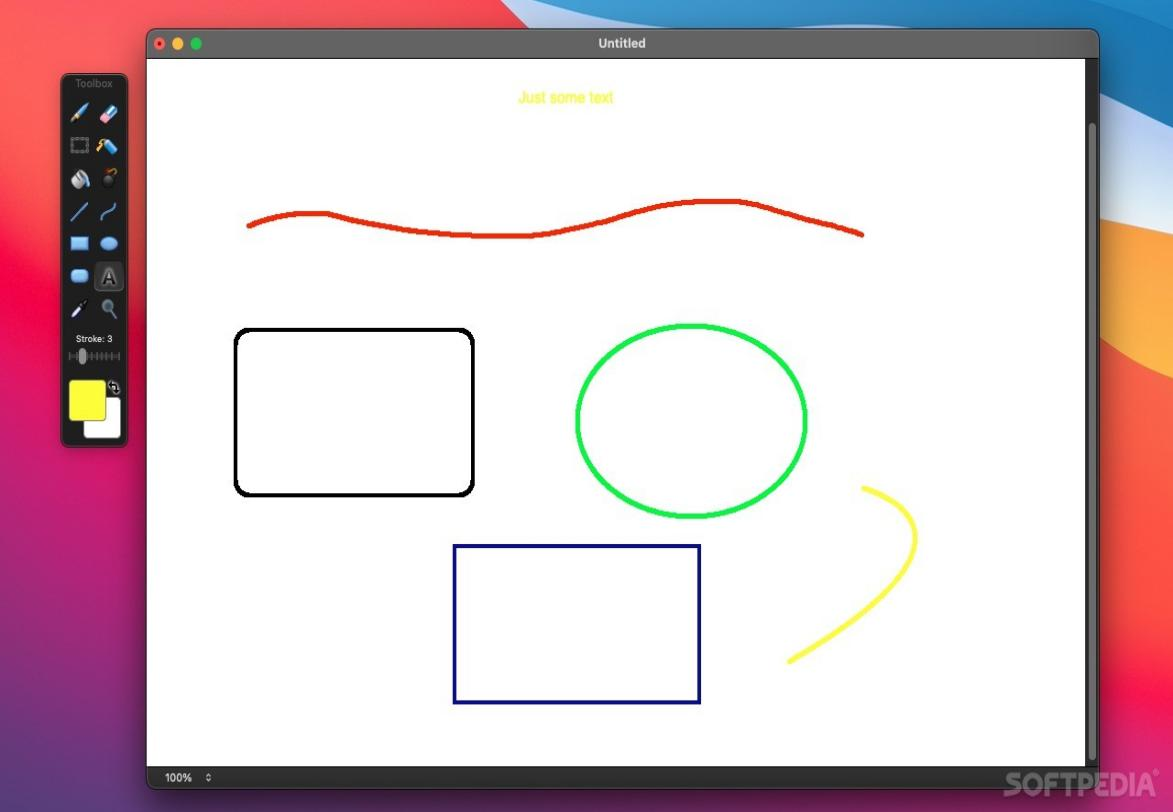 Untitled
Toolbox
Just some text
Stroke: 3
A
100%
SOFTPEDIA®